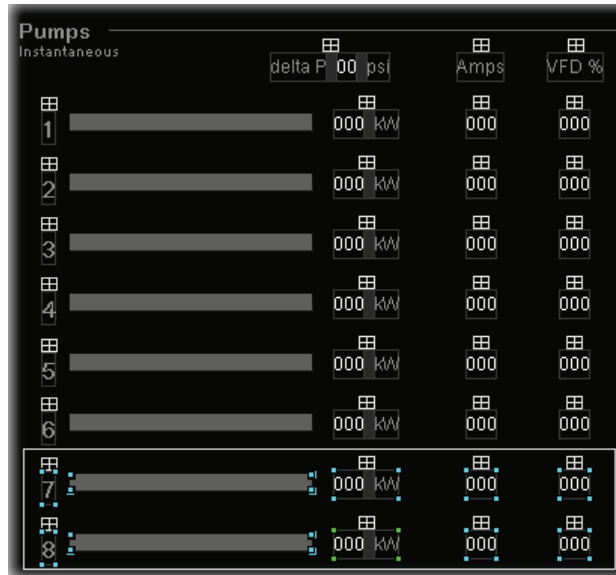 Pumps
Instantaneous
delta P 00 psi Amps VFD %
1 000 kW 000 000
2 000 kW 000 000
3 000 kW 000 000
4 000 kW 000 000
5 000 kW 000 000
6 000 kW 000 000
7 000 kW 000 000
8 000 kW 000 000